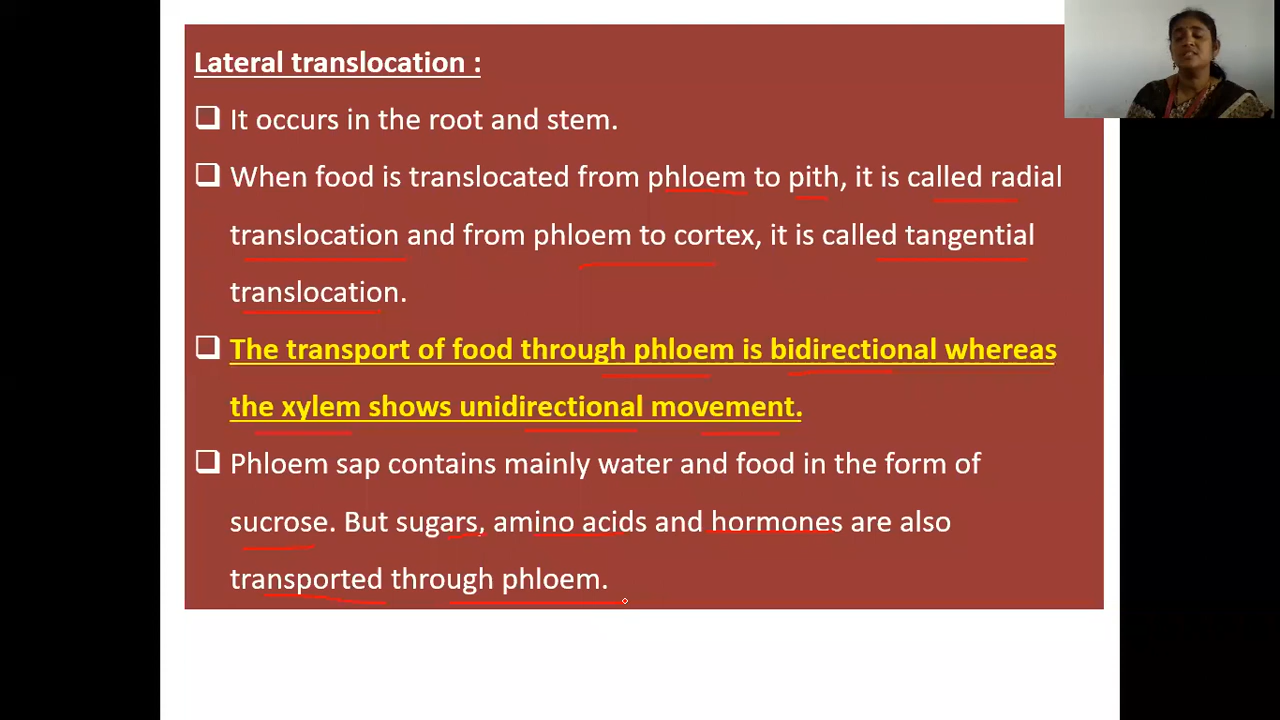 Lateral translocation :
❑ It occurs in the root and stem.
❑ When food is translocated from phloem to pith, it is called radial
translocation and from phloem to cortex, it is called tangential
translocation.
❑ The transport of food through phloem is bidirectional whereas
the xylem shows unidirectional movement.
❑ Phloem sap contains mainly water and food in the form of
sucrose. But sugars, amino acids and hormones are also
transported through phloem.